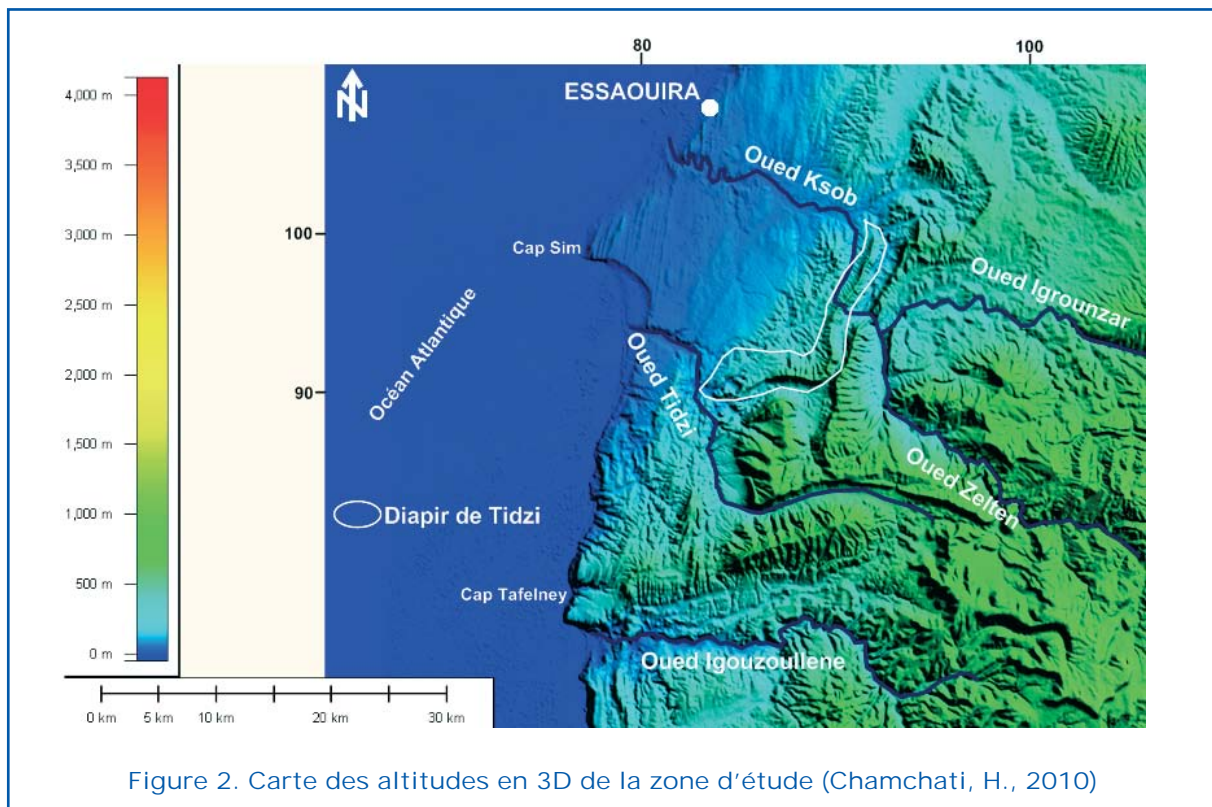 80
100
4,000 m
3,500 m
3,000 m
2,500 m
2,000 m
1,500 m
1,000 m
500 m
0 m
N
ESSAOUIRA
Oued Ksob
100
Cap Sim
Oued Igrounzar
Océan Atlantique
Oued Tidzi
90
Oued Zelten
Diapir de Tidzi
Cap Tafelney
Oued Igouzoullene
0 km
5 km
10 km
20 km
30 km
Figure 2. Carte des altitudes en 3D de la zone d'étude (Chamchati, H., 2010)